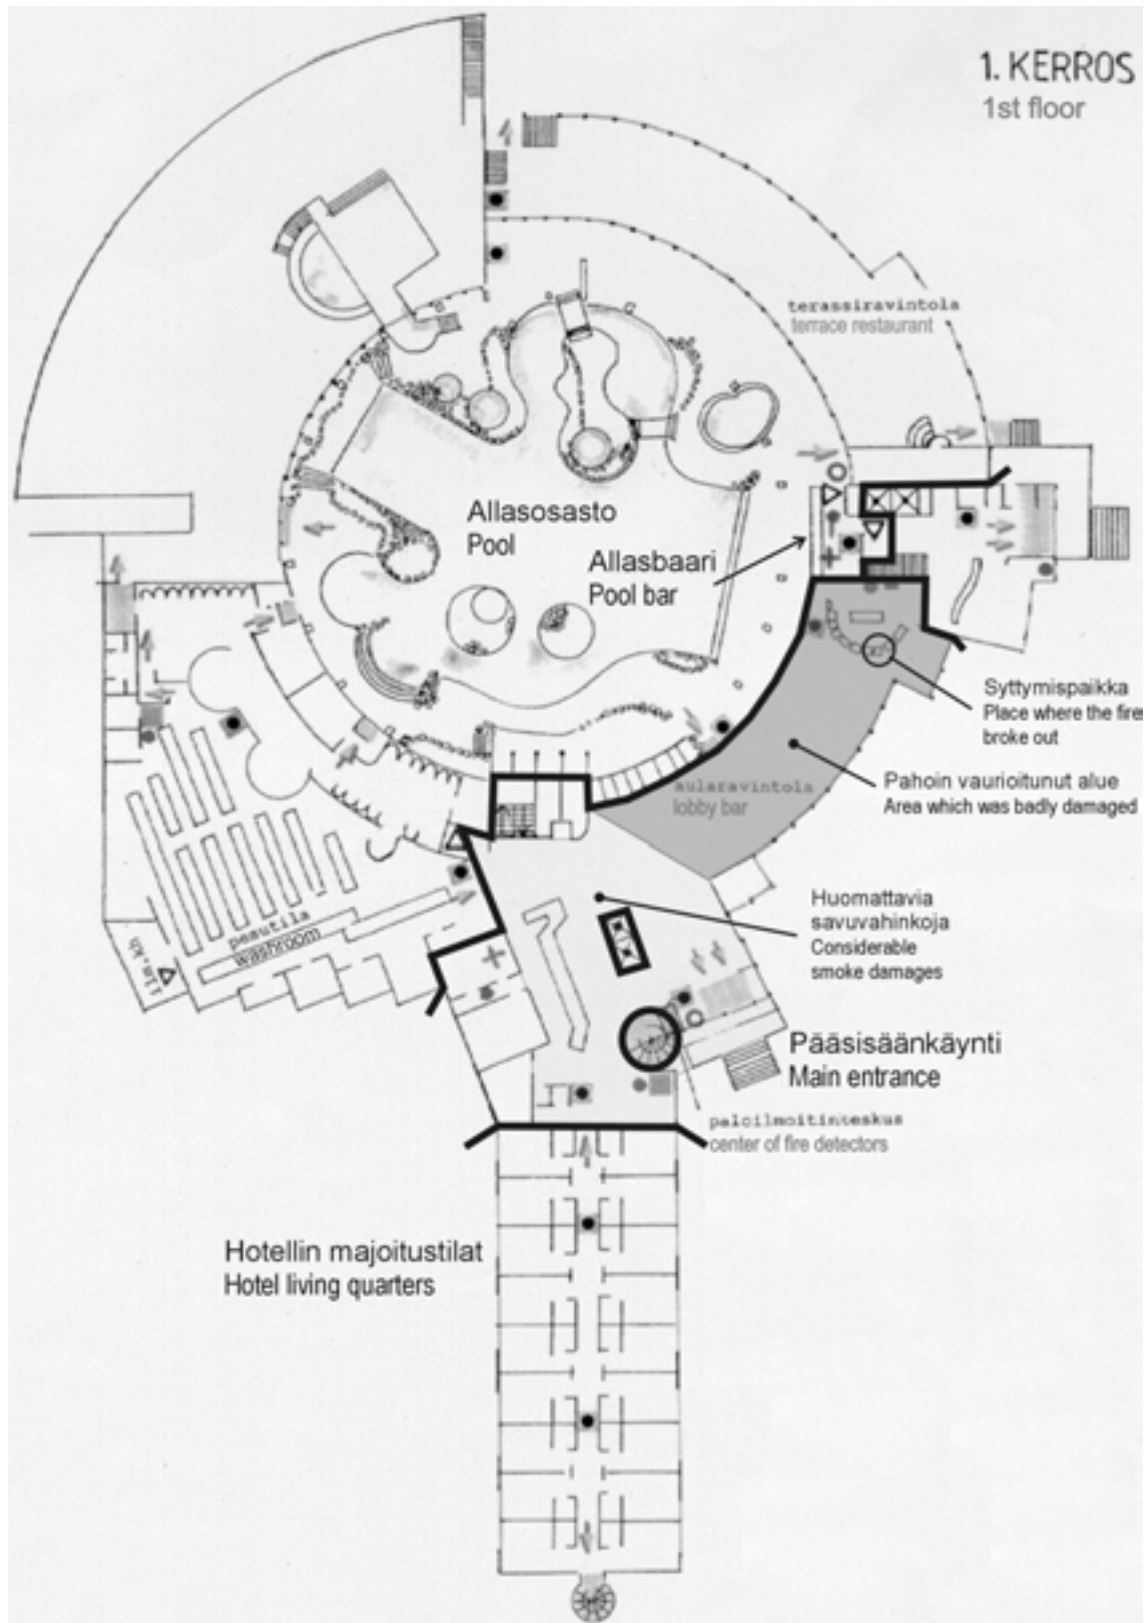 1. KERROS
1st floor
terassiravintola
terrace restaurant
Allasosasto
Pool
Allasbaari
Pool bar
Syttymispaikka
Place where the fire
broke out
Pahoin vaurioitunut alue
Area which was badly damaged
aularavintola
lobby bar
Huomattavia
savuvahinkoja
Considerable
smoke damages
pesutila
washroom
ilm.kh
Pääsisäänkäynti
Main entrance
paloilmoitinkeskus
center of fire detectors
Hotellin majoitustilat
Hotel living quarters